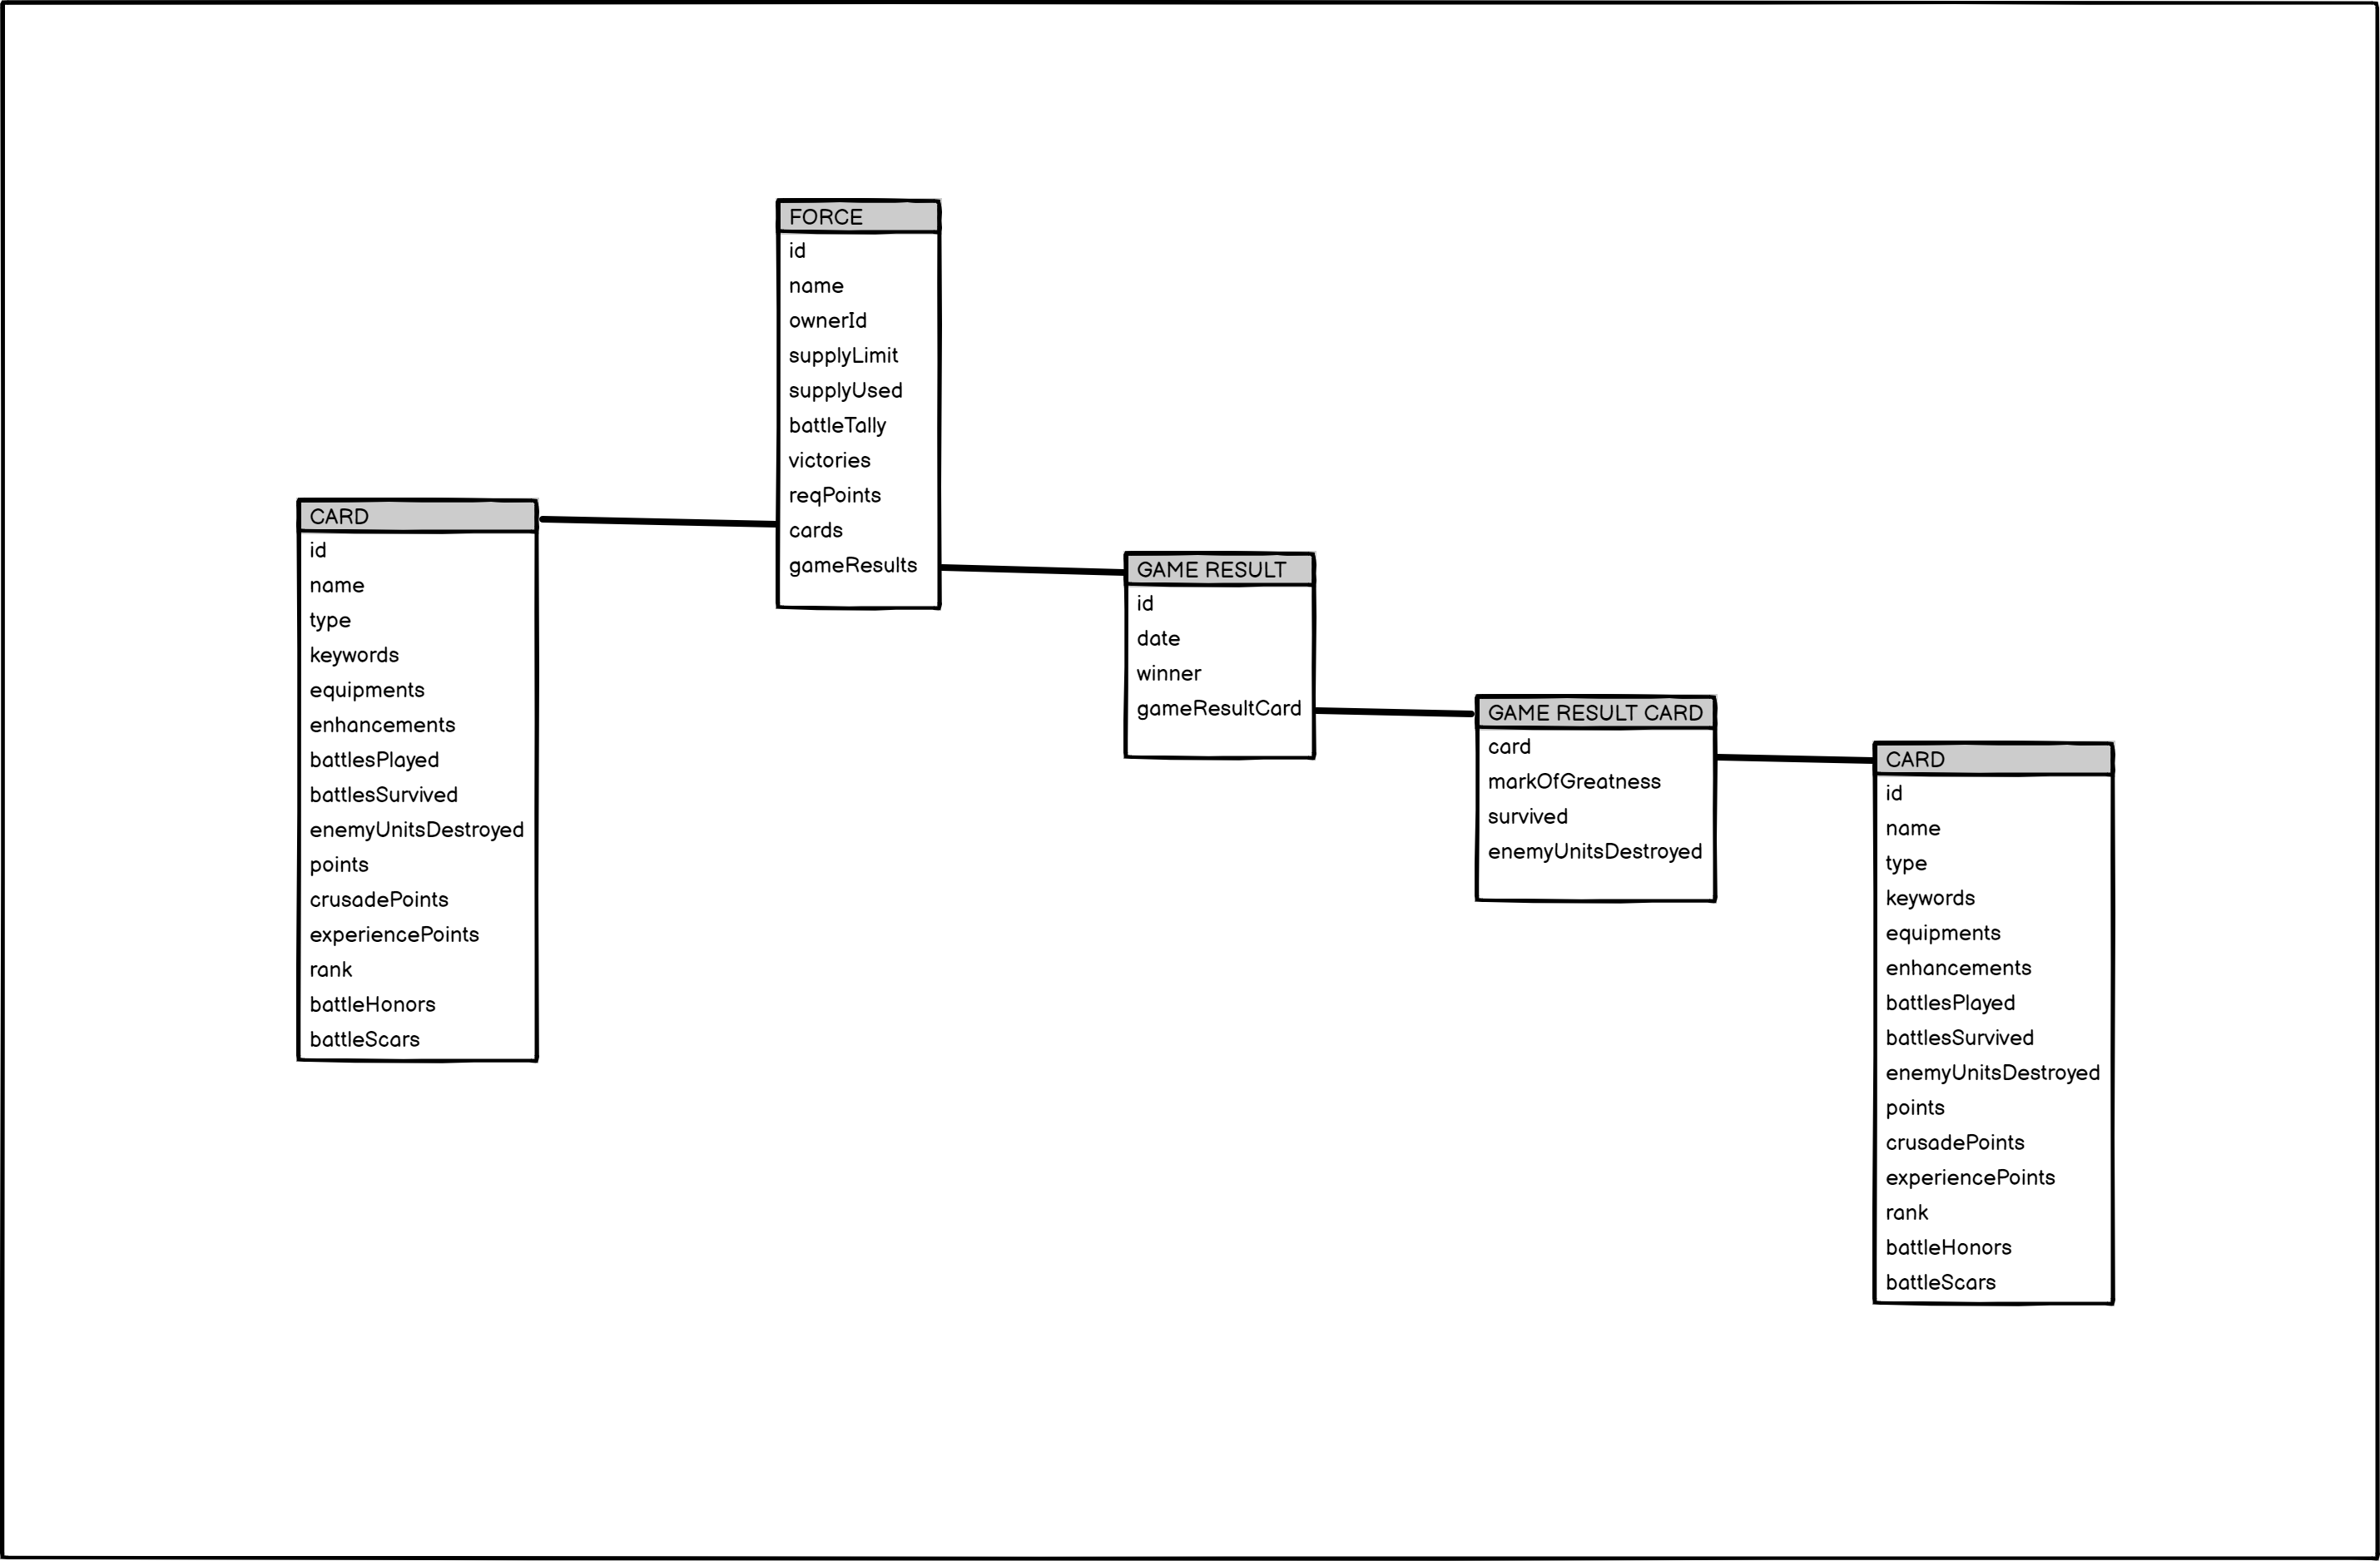 FORCE
id
name
ownerId
supplyLimit
supplyUsed
battleTally
victories
reqPoints
cards
gameResults
CARD
id
name
type
keywords
equipments
enhancements
battlesPlayed
battlesSurvived
enemyUnitsDestroyed
points
crusadePoints
experiencePoints
rank
battleHonors
battleScars
GAME RESULT
id
date
winner
gameResultCard
GAME RESULT CARD
card
markOfGreatness
survived
enemyUnitsDestroyed
CARD
id
name
type
keywords
equipments
enhancements
battlesPlayed
battlesSurvived
enemyUnitsDestroyed
points
crusadePoints
experiencePoints
rank
battleHonors
battleScars